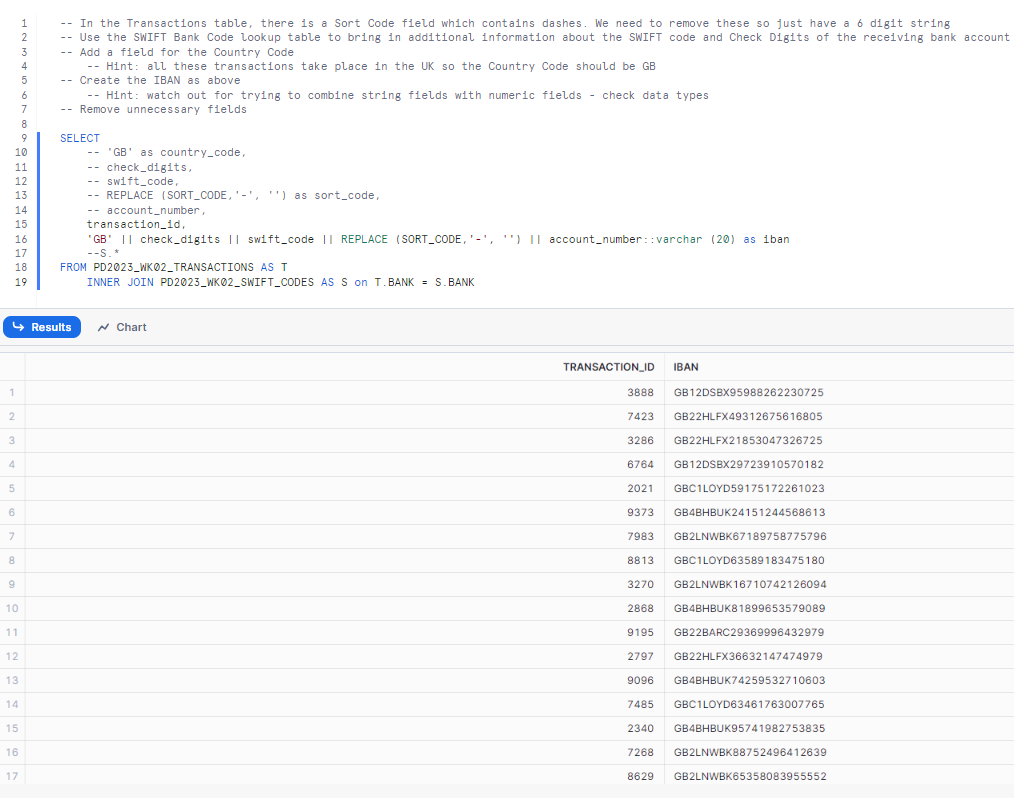 1 -- In the Transactions table, there is a Sort Code field which contains dashes. We need to remove these so just have a 6 digit string
2 -- Use the SWIFT Bank Code lookup table to bring in additional information about the SWIFT code and Check Digits of the receiving bank account
3 -- Add a field for the Country Code
4 -- Hint: all these transactions take place in the UK so the Country Code should be GB
5 -- Create the IBAN as above
6 -- Hint: watch out for trying to combine string fields with numeric fields - check data types
7 -- Remove unnecessary fields
8
9 SELECT
10 -- 'GB' as country_code,
11 -- check_digits,
12 -- swift_code,
13 -- REPLACE (SORT_CODE,'-', '') as sort_code,
14 -- account_number,
15 transaction_id,
16 'GB' || check_digits || swift_code || REPLACE (SORT_CODE,'-', '') || account_number::varchar (20) as iban
17 --S.*
18 FROM PD2023_WK02_TRANSACTIONS AS T
19 INNER JOIN PD2023_WK02_SWIFT_CODES AS S on T.BANK = S.BANK
Results Chart
TRANSACTION_ID IBAN
1 3888 GB12DSBX95988262230725
2 7423 GB22HLFX49312675616805
3 3286 GB22HLFX21853047326725
4 6764 GB12DSBX29723910570182
5 2021 GBC1LOYD59175172261023
6 9373 GB4BHBUK24151244568613
7 7983 GB2LNWBK67189758775796
8 8813 GBC1LOYD63589183475180
9 3270 GB2LNWBK16710742126094
10 2868 GB4BHBUK81899653579089
11 9195 GB22BARC29369996432979
12 2797 GB22HLFX36632147474979
13 9096 GB4BHBUK74259532710603
14 7485 GBC1LOYD63461763007765
15 2340 GB4BHBUK95741982753835
16 7268 GB2LNWBK88752496412639
17 8629 GB2LNWBK65358083955552